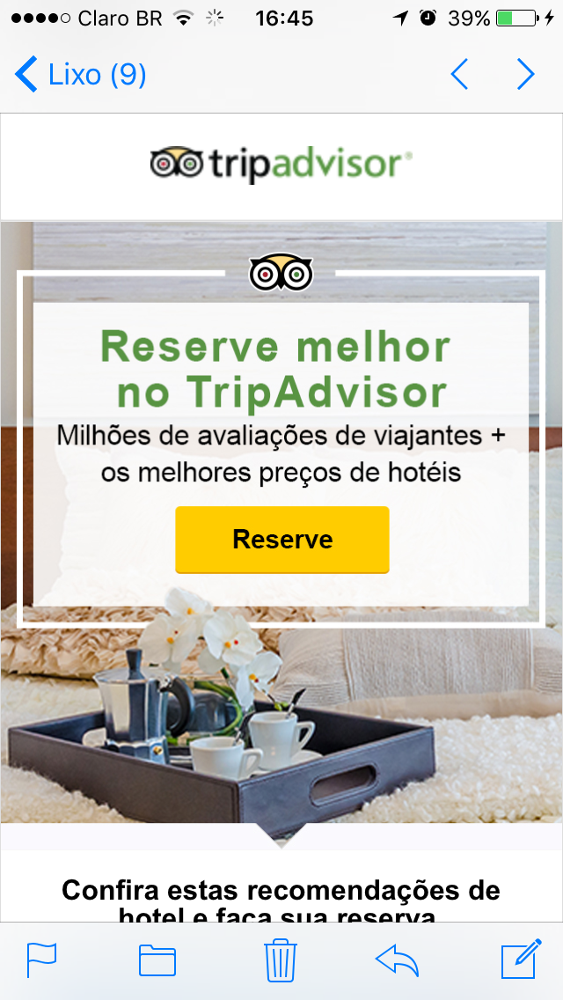 Claro BR 16:45 39%
Lixo (9)
tripadvisor®
Reserve melhor
no TripAdvisor
Milhões de avaliações de viajantes +
os melhores preços de hotéis
Reserve
Confira estas recomendações de
hotel e faça sua reserva